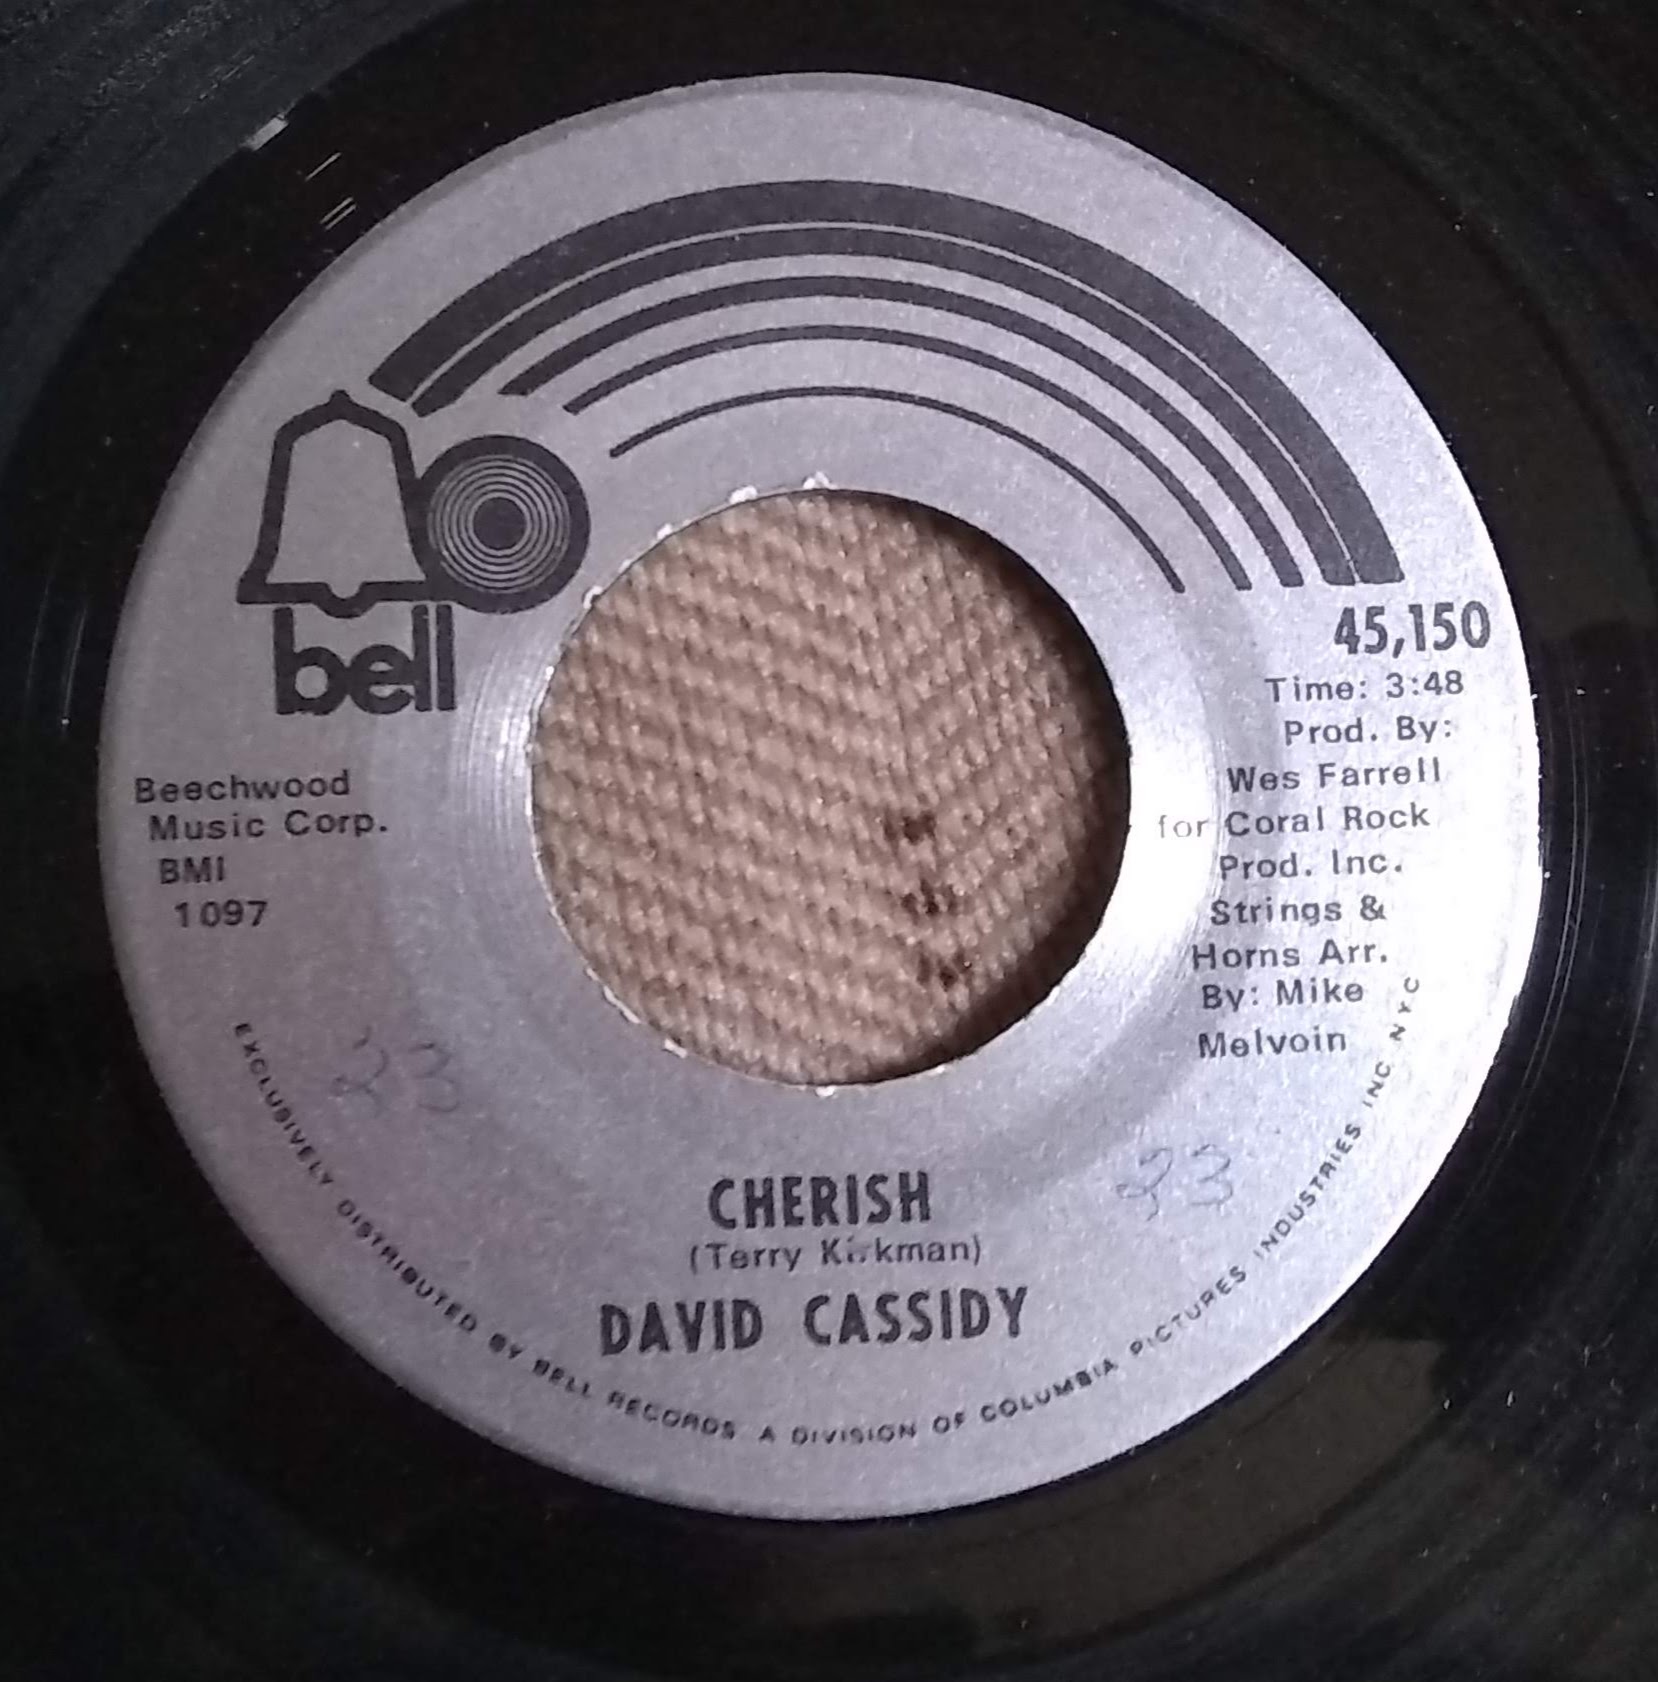 bell
45,150
Time: 3:48
Prod. By:
Wes Farrell
for Coral Rock
Prod. Inc.
Strings &
Horns Arr.
By: Mike
Melvoin
Beechwood
Music Corp.
BMI
1097
23
23
CHERISH
(Terry Kirkman)
DAVID CASSIDY
EXCLUSIVELY DISTRIBUTED BY BELL RECORDS A DIVISION OF COLUMBIA PICTURES INDUSTRIES INC. NYC